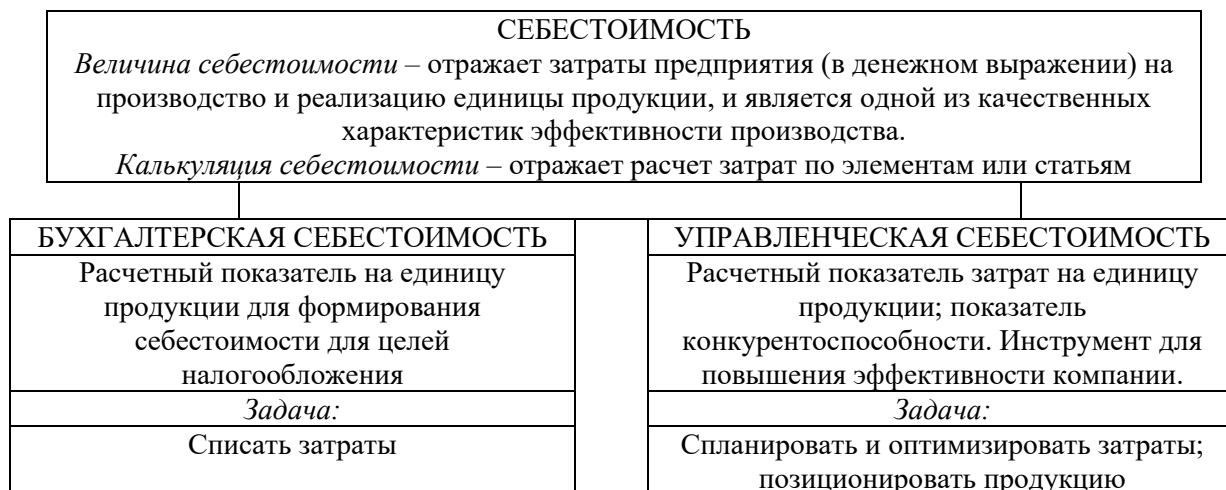 СЕБЕСТОИМОСТЬ
Величина себестоимости – отражает затраты предприятия (в денежном выражении) на
производство и реализацию единицы продукции, и является одной из качественных
характеристик эффективности производства.
Калькуляция себестоимости – отражает расчет затрат по элементам или статьям
БУХГАЛТЕРСКАЯ СЕБЕСТОИМОСТЬ
Расчетный показатель на единицу
продукции для формирования
себестоимости для целей
налогообложения
Задача:
Списать затраты
УПРАВЛЕНЧЕСКАЯ СЕБЕСТОИМОСТЬ
Расчетный показатель затрат на единицу
продукции; показатель
конкурентоспособности. Инструмент для
повышения эффективности компании.
Задача:
Спланировать и оптимизировать затраты;
позиционировать продукцию